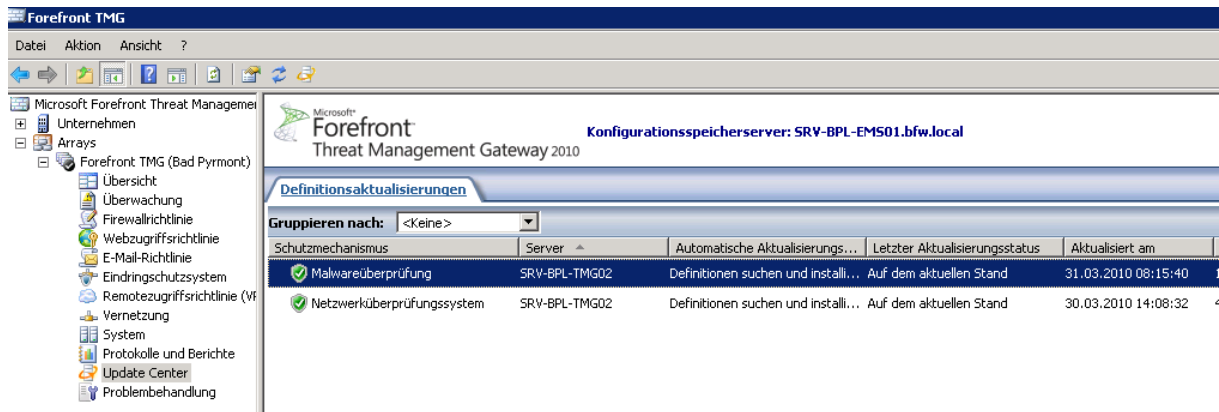 Forefront TMG
Datei Aktion Ansicht ?
Microsoft Forefront Threat Managemer
Unternehmen
Arrays
Forefront TMG (Bad Pyrmont)
Übersicht
Überwachung
Firewallrichtlinie
Webzugriffsrichtlinie
E-Mail-Richtlinie
Eindringschutzsystem
Remotezugriffsrichtlinie (VF
Vernetzung
System
Protokolle und Berichte
Update Center
Problembehandlung
Microsoft
Forefront
Threat Management Gateway 2010
Konfigurationsspeicherserver: SRV-BPL-EMS01.bfw.local
Definitionsaktualisierungen
Gruppieren nach: <Keine>
Schutzmechanismus Server Automatische Aktualisierungs... Letzter Aktualisierungsstatus Aktualisiert am
Malwareüberprüfung SRV-BPL-TMG02 Definitionen suchen und installi... Auf dem aktuellen Stand 31.03.2010 08:15:40 1
Netzwerküberprüfungssystem SRV-BPL-TMG02 Definitionen suchen und installi... Auf dem aktuellen Stand 30.03.2010 14:08:32 4